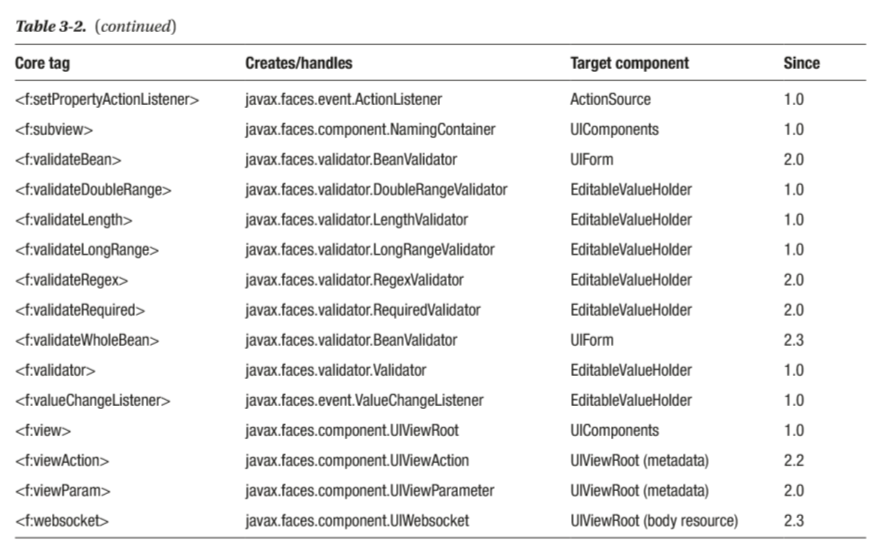 Table 3-2. (continued)
Core tag Creates/handles Target component Since
<f:setPropertyActionListener> javax.faces.event.ActionListener ActionSource 1.0
<f:subview> javax.faces.component.NamingContainer UIComponents 1.0
<f:validateBean> javax.faces.validator.BeanValidator UIForm 2.0
<f:validateDoubleRange> javax.faces.validator.DoubleRangeValidator EditableValueHolder 1.0
<f:validateLength> javax.faces.validator.LengthValidator EditableValueHolder 1.0
<f:validateLongRange> javax.faces.validator.LongRangeValidator EditableValueHolder 1.0
<f:validateRegex> javax.faces.validator.RegexValidator EditableValueHolder 2.0
<f:validateRequired> javax.faces.validator.RequiredValidator EditableValueHolder 2.0
<f:validateWholeBean> javax.faces.validator.BeanValidator UIForm 2.3
<f:validator> javax.faces.validator.Validator EditableValueHolder 1.0
<f:valueChangeListener> javax.faces.event.ValueChangeListener EditableValueHolder 1.0
<f:view> javax.faces.component.UIViewRoot UIComponents 1.0
<f:viewAction> javax.faces.component.UIViewAction UIViewRoot (metadata) 2.2
<f:viewParam> javax.faces.component.UIViewParameter UIViewRoot (metadata) 2.0
<f:websocket> javax.faces.component.UIWebsocket UIViewRoot (body resource) 2.3